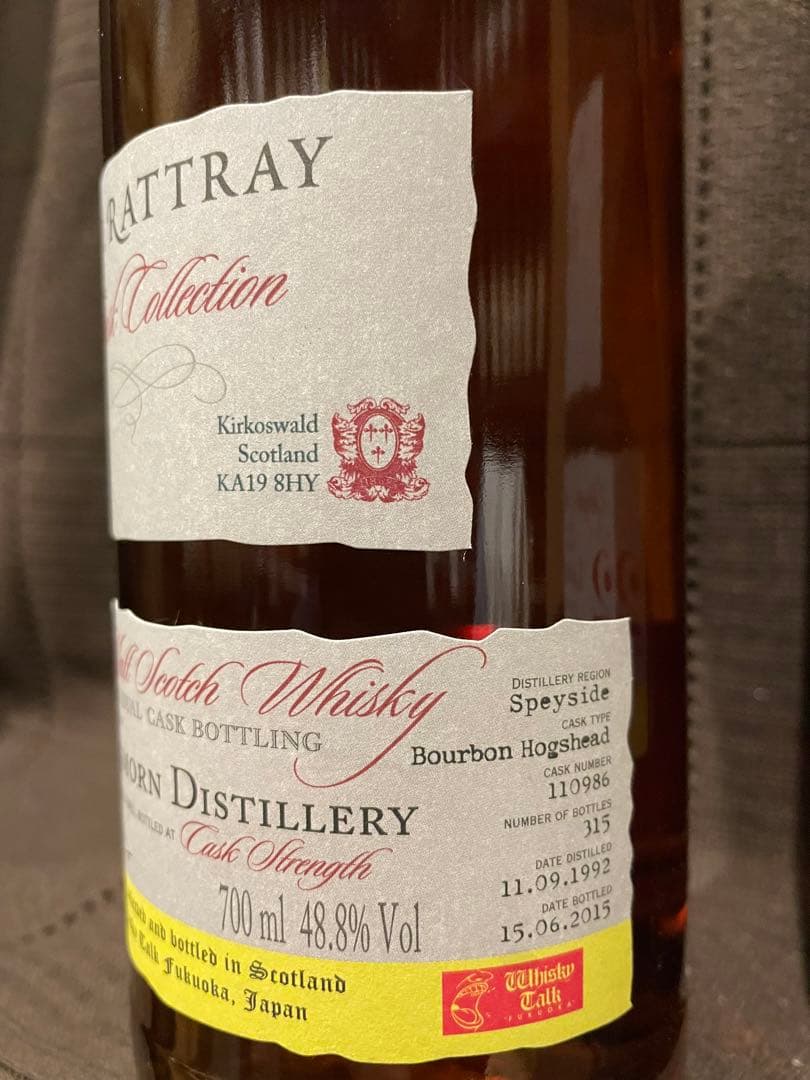 RATTRAY
Collection
Kirkoswald
Scotland
KA19 8HY
Scotch Whisky
CASK BOTTLING
DISTILLERY
BOTTLED AT Cask Strength
700 ml 48.8% Vol
DISTILLERY REGION
Speyside
CASK TYPE
Bourbon Hogshead
CASK NUMBER
110986
NUMBER OF BOTTLES
315
DATE DISTILLED
11.09.1992
DATE BOTTLED
15.06.2015
and bottled in Scotland
Talk Fukuoka, Japan
Whisky
Talk
FUKUOKA